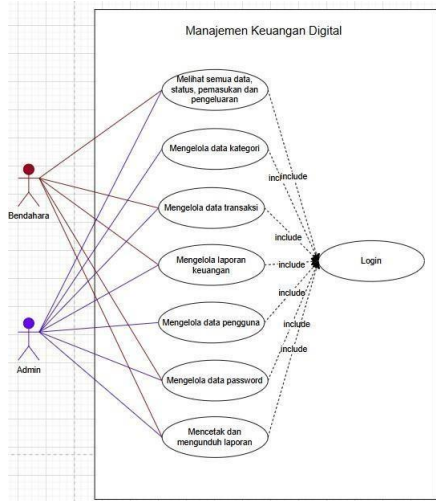 Manajemen Keuangan Digital
Melihat semua data,
status, pemasukan dan
pengeluaran
Mengelola data kategori
include
include
Bendahara
Mengelola data transaksi
include
Mengelola laporan
keuangan
include
Login
include
Mengelola data pengguna
include
Admin
include
Mengelola data password
Mencetak dan
mengunduh laporan